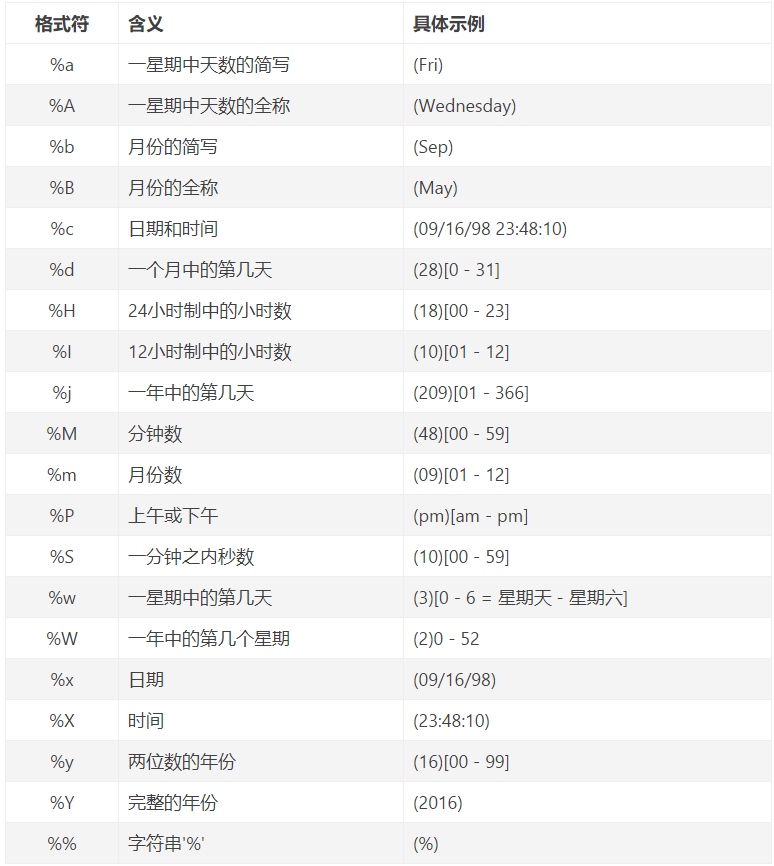 格式符 含义 具体示例
%a 一星期中天数的简写 (Fri)
%A 一星期中天数的全称 (Wednesday)
%b 月份的简写 (Sep)
%B 月份的全称 (May)
%c 日期和时间 (09/16/98 23:48:10)
%d 一个月中的第几天 (28)[0 - 31]
%H 24小时制中的小时数 (18)[00 - 23]
%I 12小时制中的小时数 (10)[01 - 12]
%j 一年中的第几天 (209)[01 - 366]
%M 分钟数 (48)[00 - 59]
%m 月份数 (09)[01 - 12]
%P 上午或下午 (pm)[am - pm]
%S 一分钟之内秒数 (10)[00 - 59]
%w 一星期中的第几天 (3)[0 - 6 = 星期天 - 星期六]
%W 一年中的第几个星期 (2)0 - 52
%x 日期 (09/16/98)
%X 时间 (23:48:10)
%y 两位数的年份 (16)[00 - 99]
%Y 完整的年份 (2016)
%% 字符串'%' (%)